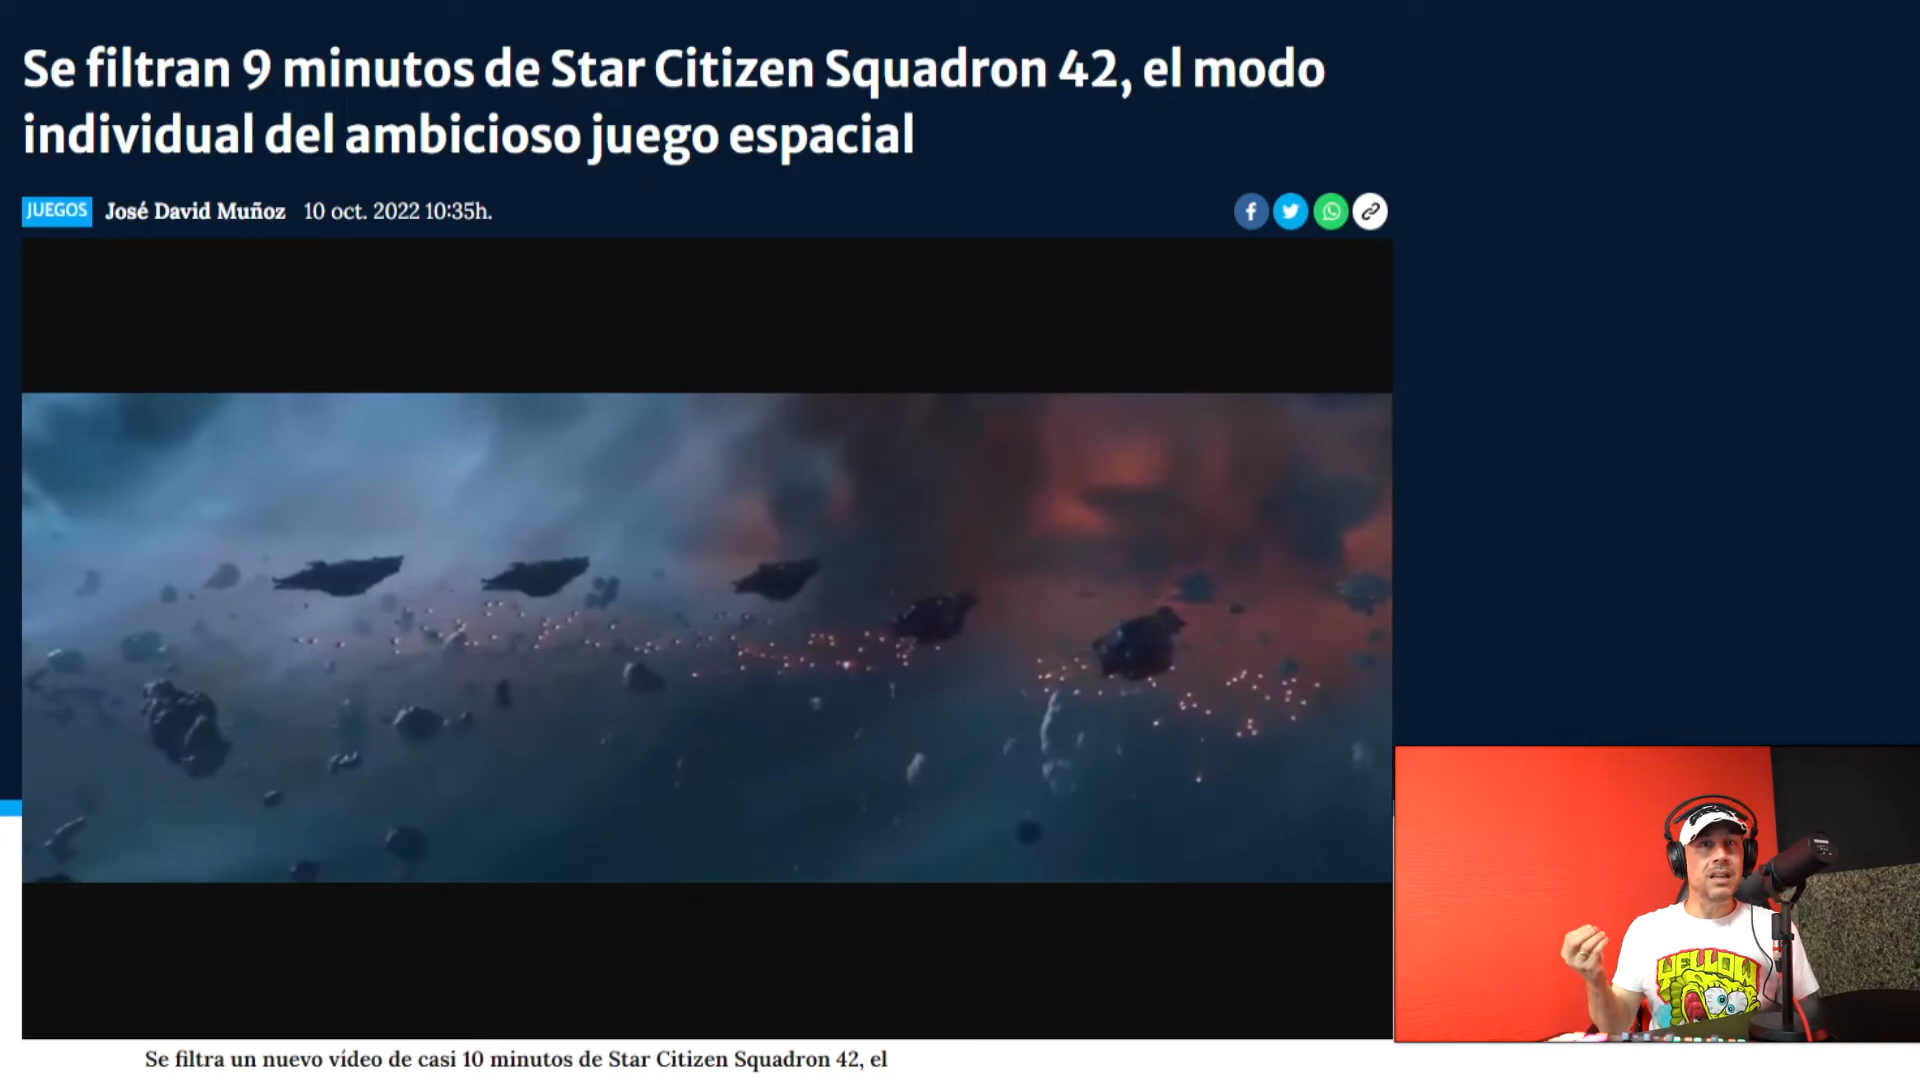 Se filtran 9 minutos de Star Citizen Squadron 42, el modo
individual del ambicioso juego espacial
JUEGOS José David Muñoz 10 oct. 2022 10:35h.
YELLOW
Se filtra un nuevo vídeo de casi 10 minutos de Star Citizen Squadron 42, el